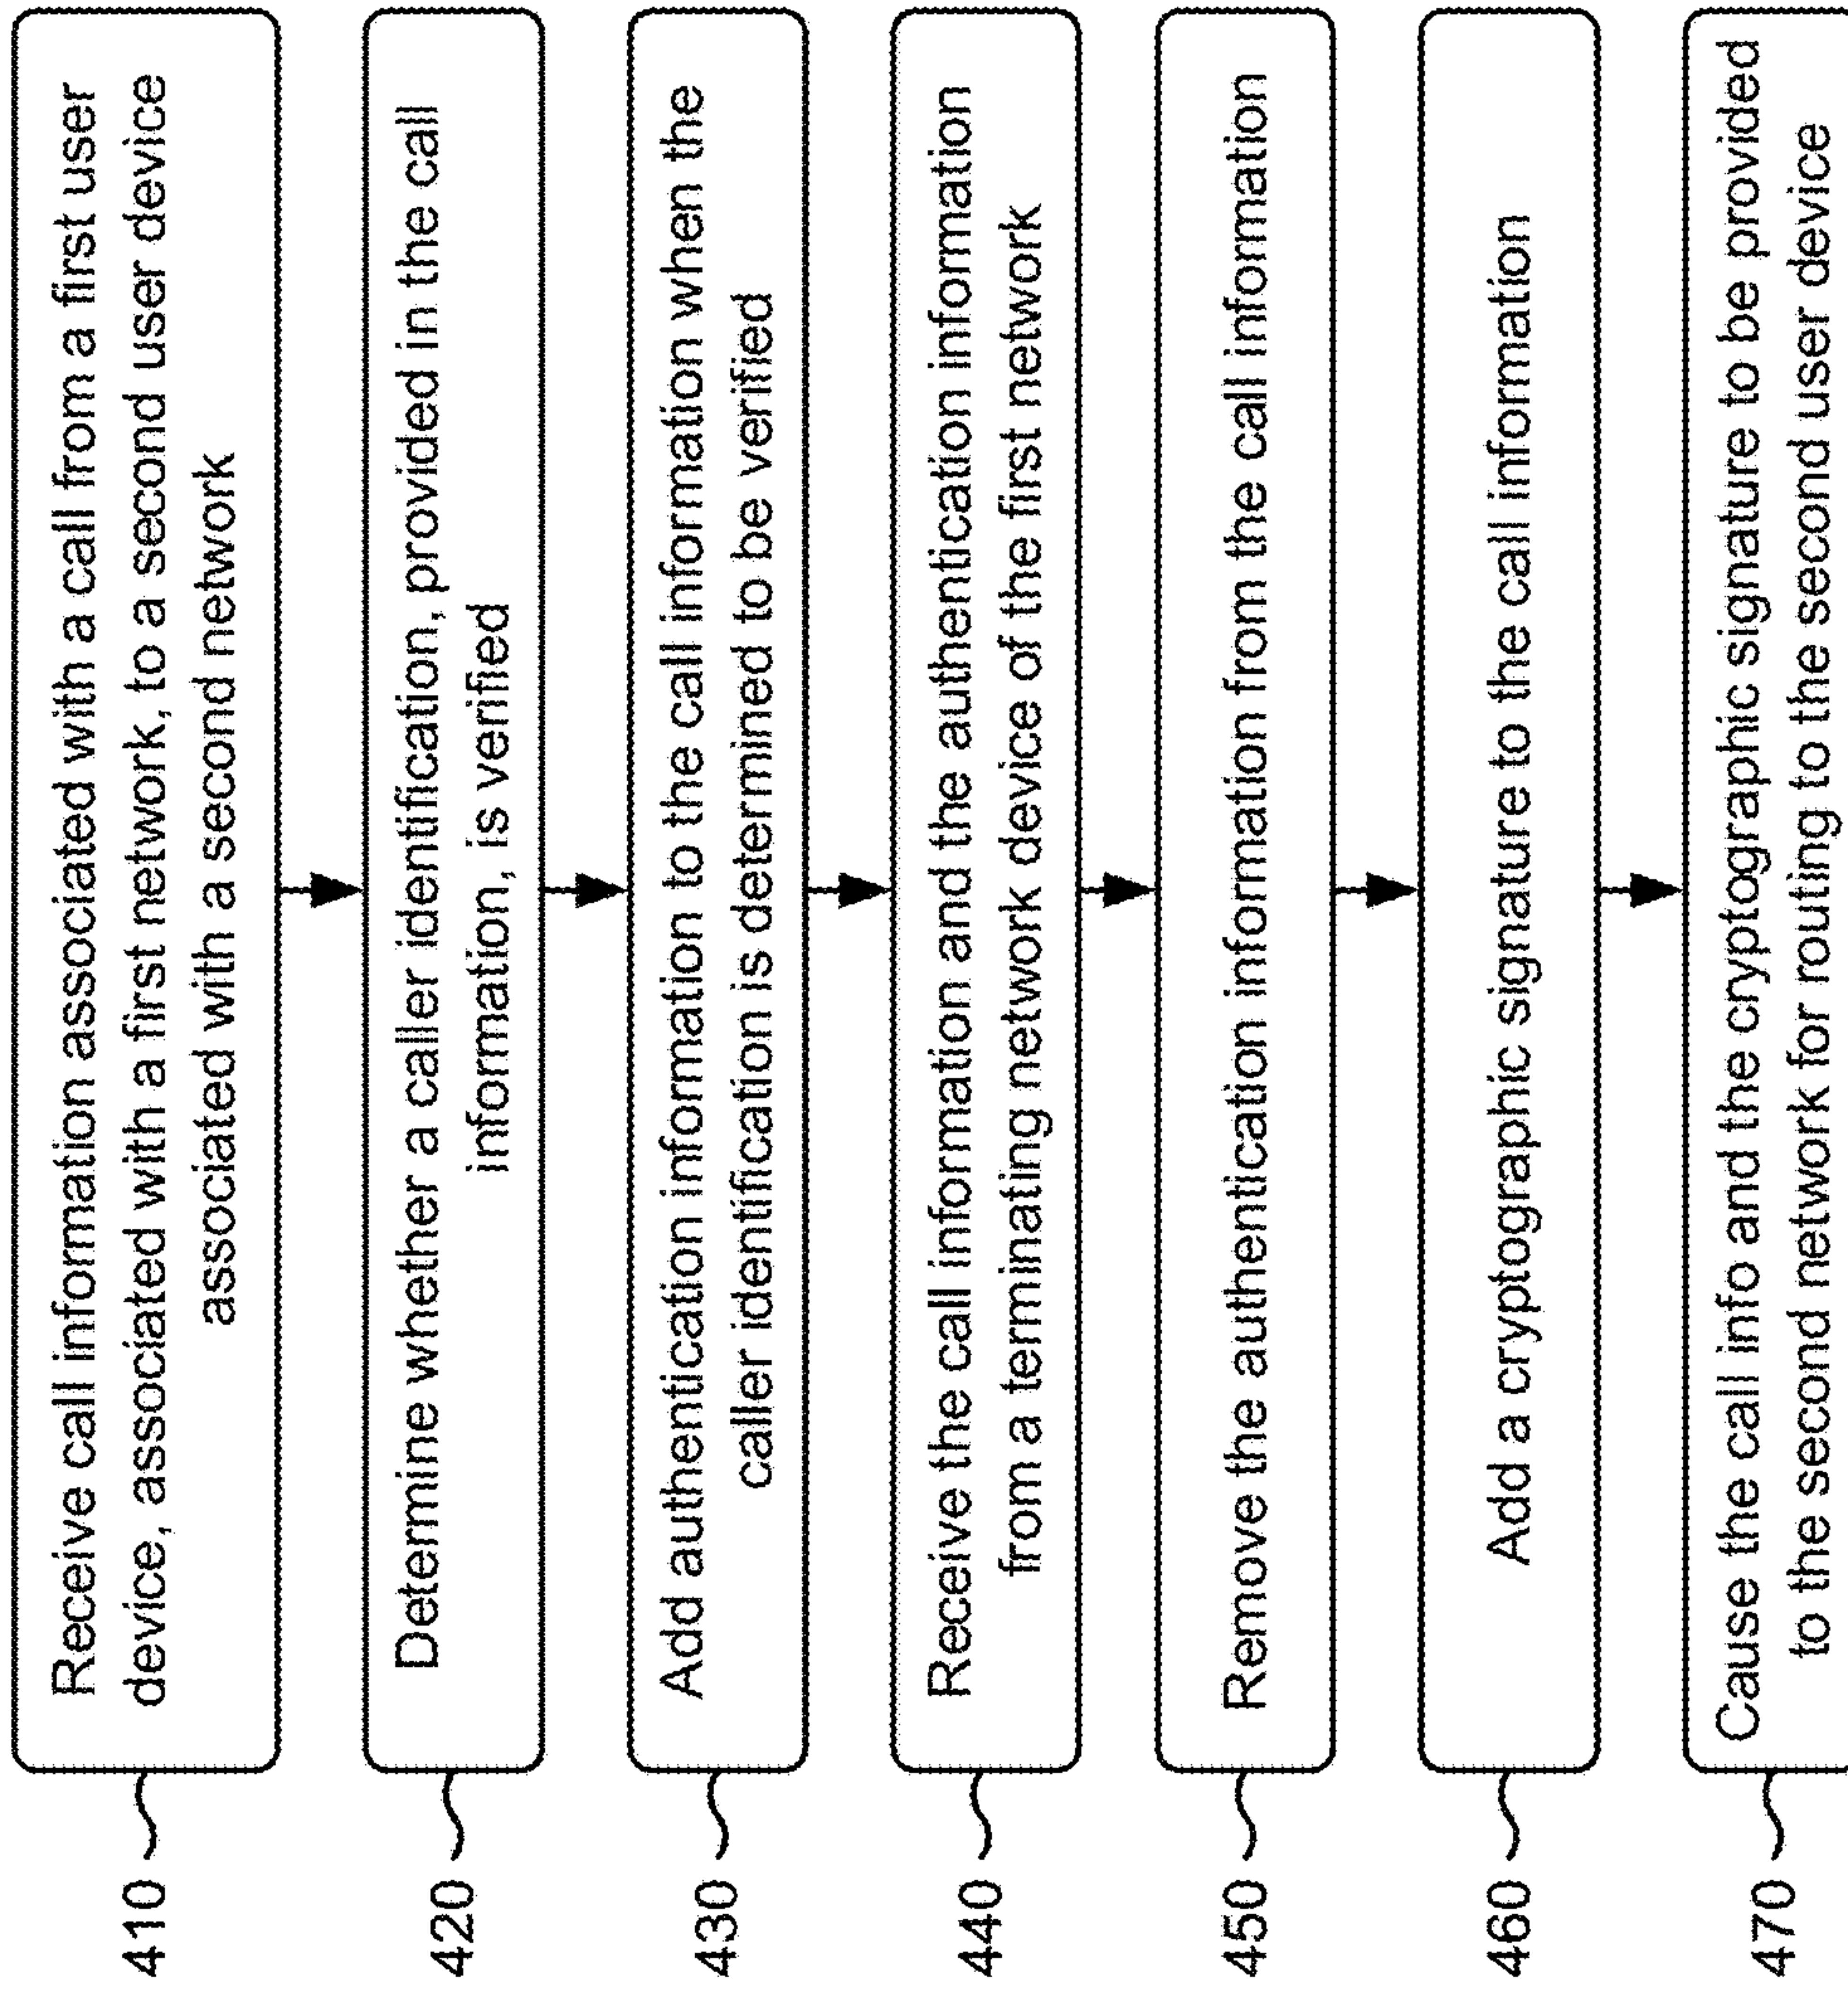 410
Receive call information associated with a call from a first user
device, associated with a first network, to a second user device
associated with a second network
420
Determine whether a caller identification, provided in the call
information, is verified
430
Add authentication information to the call information when the
caller identification is determined to be verified
440
Receive the call information and the authentication information
from a terminating network device of the first network
450
Remove the authentication information from the call information
460
Add a cryptographic signature to the call information
470
Cause the call info and the cryptographic signature to be provided
to the second network for routing to the second user device